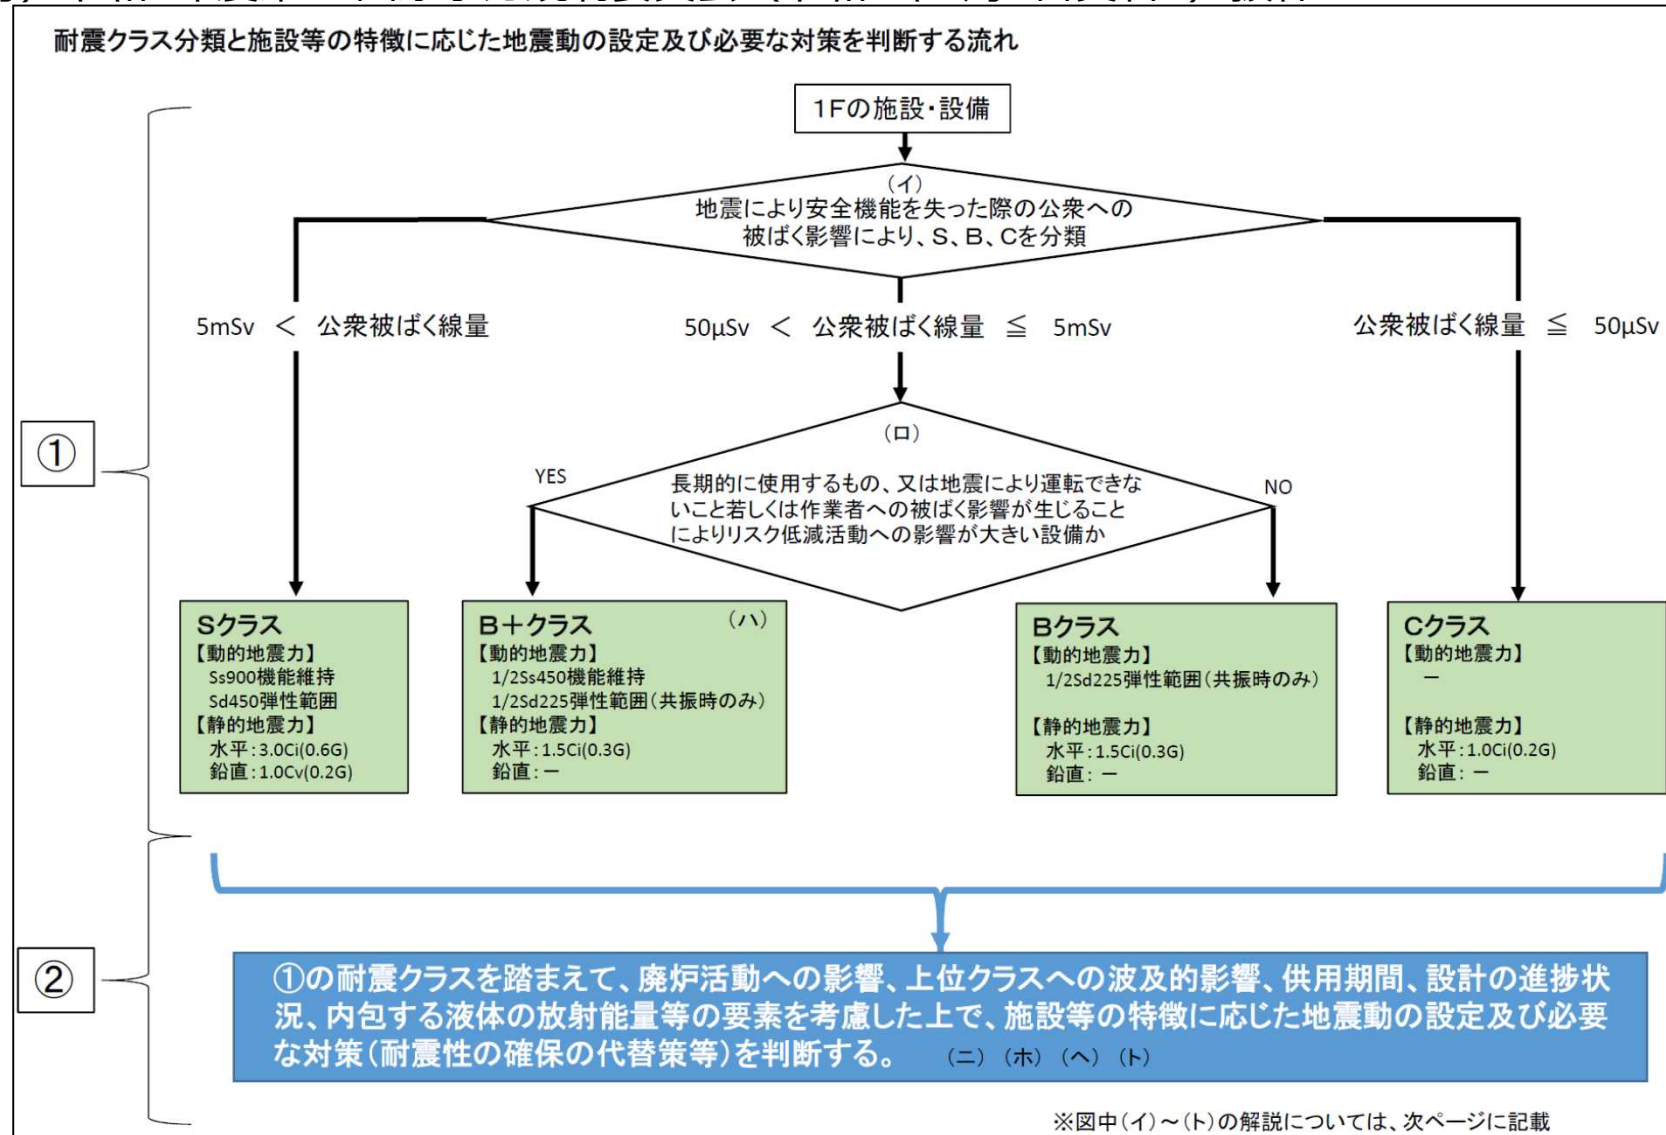 耐震クラス分類と施設等の特徴に応じた地震動の設定及び必要な対策を判断する流れ
1Fの施設・設備
(イ)
地震により安全機能を失った際の公衆への
被ばく影響により、S、B、Cを分類
5mSv ＜ 公衆被ばく線量
50μSv ＜ 公衆被ばく線量 ≦ 5mSv
公衆被ばく線量 ≦ 50μSv
①
(ロ)
長期的に使用するもの、又は地震により運転できな
いこと若しくは作業者への被ばく影響が生じること
によりリスク低減活動への影響が大きい設備か
YES
NO
Sクラス
【動的地震力】
Ss900機能維持
Sd450弾性範囲
【静的地震力】
水平:3.0Ci(0.6G)
鉛直:1.0Cv(0.2G)
B＋クラス (ハ)
【動的地震力】
1/2Ss450機能維持
1/2Sd225弾性範囲(共振時のみ)
【静的地震力】
水平:1.5Ci(0.3G)
鉛直:ー
Bクラス
【動的地震力】
1/2Sd225弾性範囲(共振時のみ)
【静的地震力】
水平:1.5Ci(0.3G)
鉛直: ー
Cクラス
【動的地震力】
ー
【静的地震力】
水平:1.0Ci(0.2G)
鉛直: ー
②
①の耐震クラスを踏まえて、廃炉活動への影響、上位クラスへの波及的影響、供用期間、設計の進捗状
況、内包する液体の放射能量等の要素を考慮した上で、施設等の特徴に応じた地震動の設定及び必要
な対策(耐震性の確保の代替策等)を判断する。 (ニ) (ホ) (ヘ) (ト)
※図中(イ)～(ト)の解説については、次ページに記載